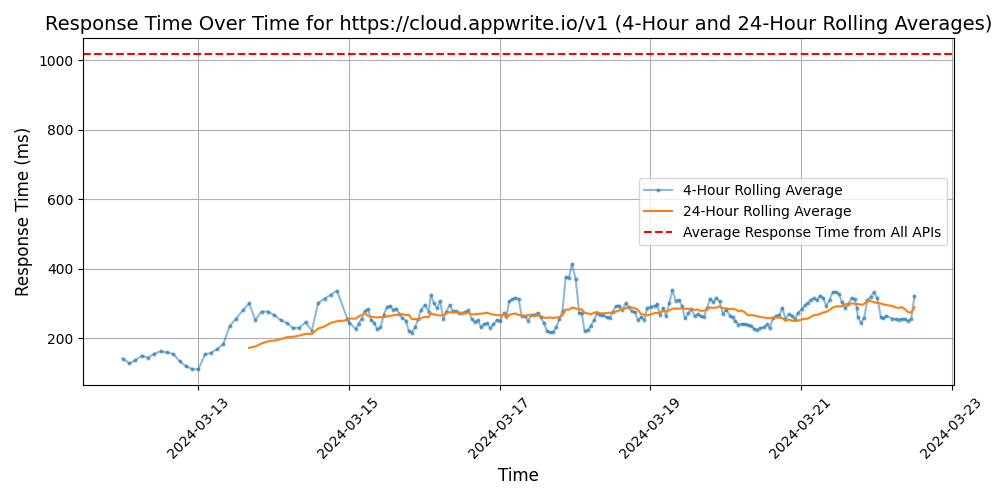 Response Time Over Time for https://cloud.appwrite.io/v1 (4-Hour and 24-Hour Rolling Averages)
Response Time (ms)
1000
800
600
400
200
4-Hour Rolling Average
24-Hour Rolling Average
Average Response Time from All APIs
2024-03-13
2024-03-15
2024-03-17
2024-03-19
2024-03-21
2024-03-23
Time